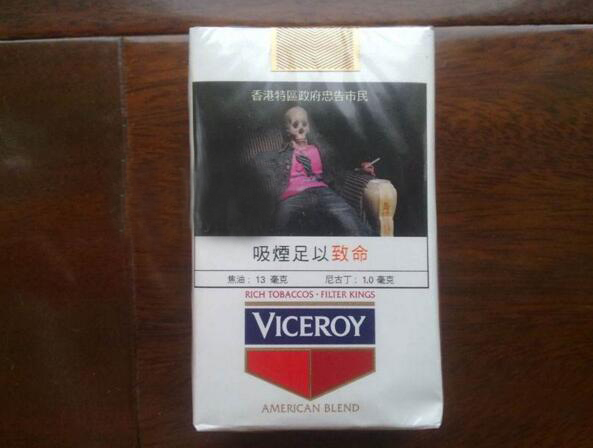 香港特區政府忠告市民
吸煙足以致命
焦油：13 毫克 尼古丁：1.0 毫克
RICH TOBACCOS · FILTER KINGS
VICEROY
AMERICAN BLEND